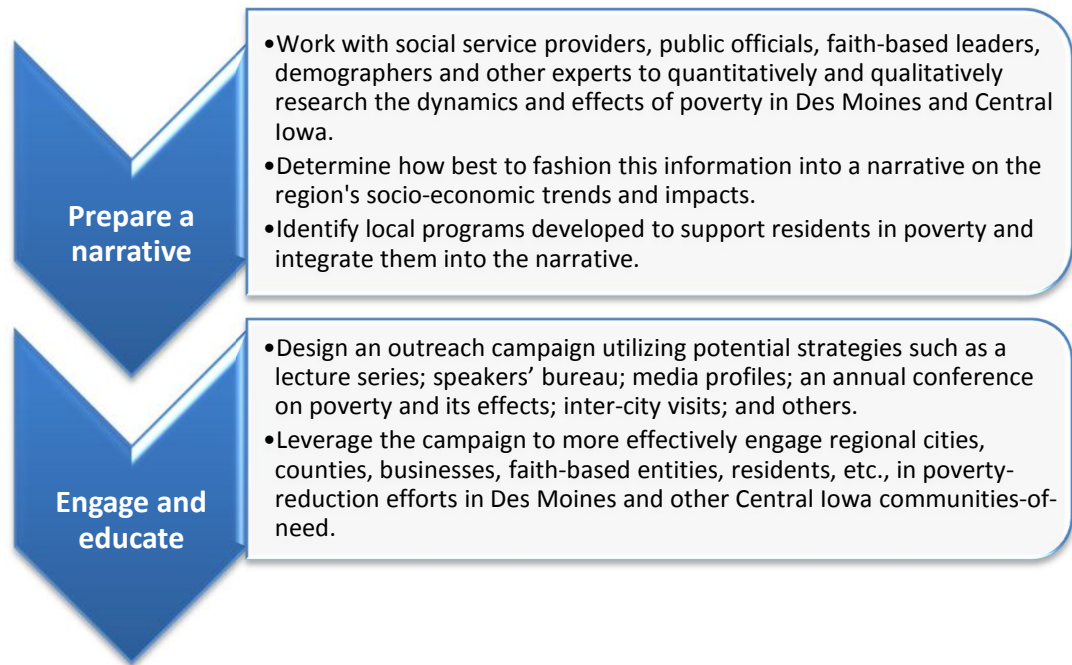 Prepare a
narrative
•Work with social service providers, public officials, faith-based leaders,
demographers and other experts to quantitatively and qualitatively
research the dynamics and effects of poverty in Des Moines and Central
Iowa.
•Determine how best to fashion this information into a narrative on the
region's socio-economic trends and impacts.
•Identify local programs developed to support residents in poverty and
integrate them into the narrative.
Engage and
educate
•Design an outreach campaign utilizing potential strategies such as a
lecture series; speakers’ bureau; media profiles; an annual conference
on poverty and its effects; inter-city visits; and others.
•Leverage the campaign to more effectively engage regional cities,
counties, businesses, faith-based entities, residents, etc., in poverty-
reduction efforts in Des Moines and other Central Iowa communities-of-
need.